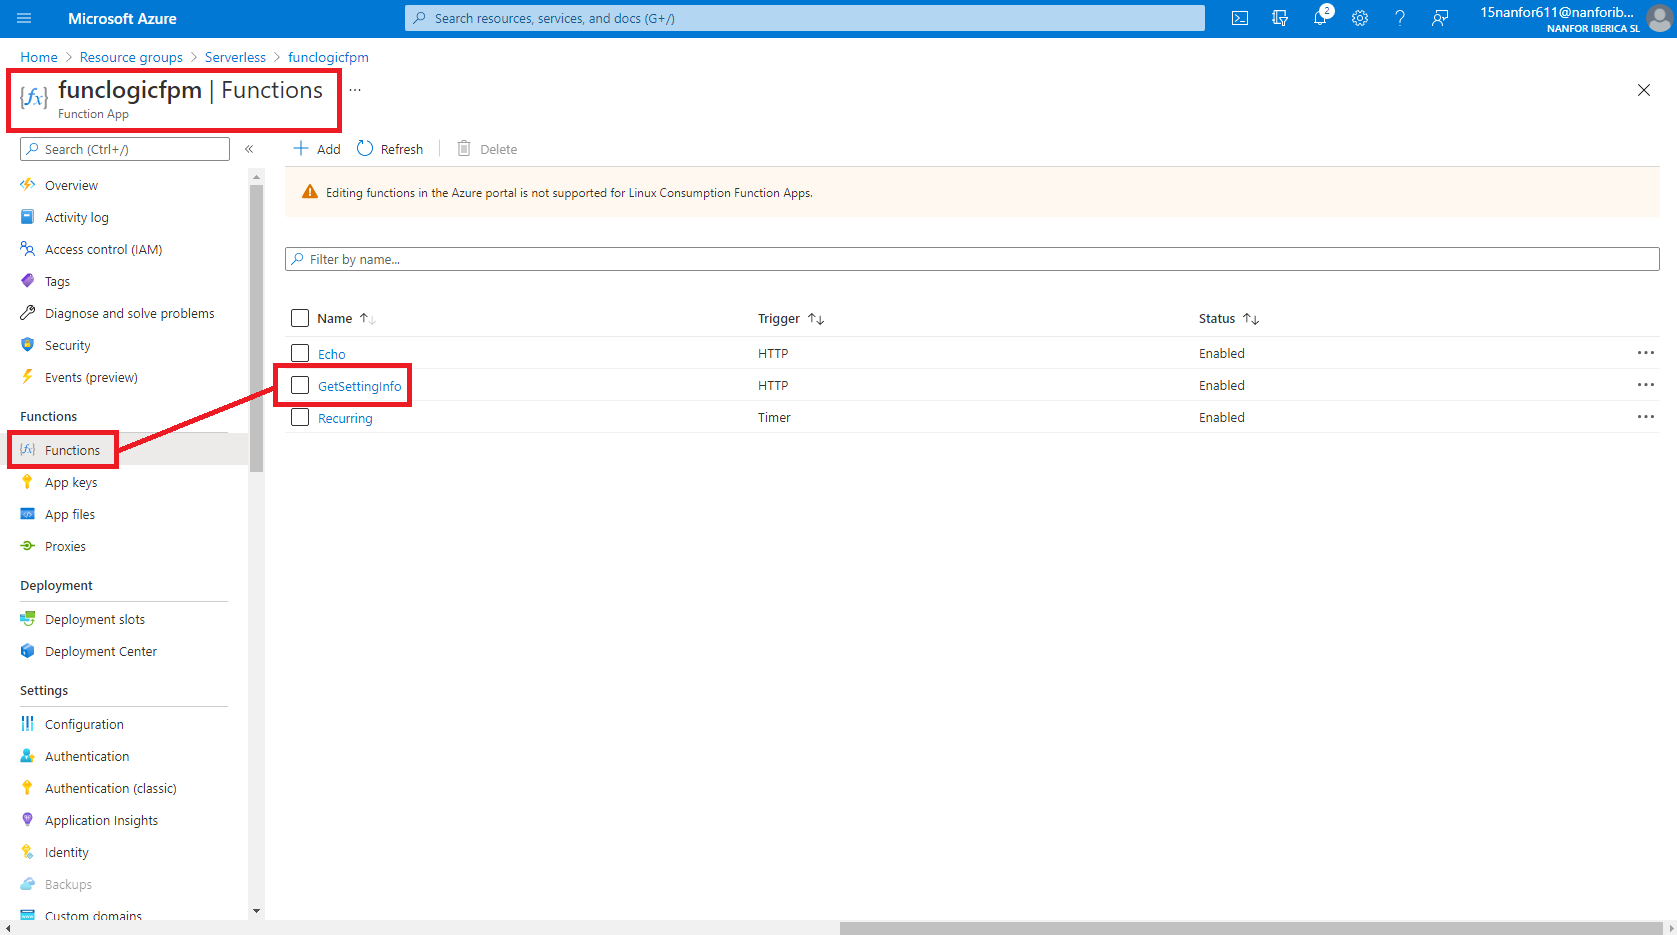 Microsoft Azure
Search resources, services, and docs (G+/)
2
15nanfor611@nanforib...
NANFOR IBERICA SL
Home > Resource groups > Serverless > funclogicfpm
{fx} funclogicfpm | Functions ...
Function App
Search (Ctrl+/)
«
Add
Refresh
Delete
Overview
Activity log
Access control (IAM)
Tags
Diagnose and solve problems
Security
Events (preview)
Functions
{fx} Functions
App keys
App files
Proxies
Deployment
Deployment slots
Deployment Center
Settings
Configuration
Authentication
Authentication (classic)
Application Insights
Identity
Backups
Custom domains
Editing functions in the Azure portal is not supported for Linux Consumption Function Apps.
Filter by name...
Name ↑↓ Trigger ↑↓ Status ↑↓
Echo HTTP Enabled ...
GetSettingInfo HTTP Enabled ...
Recurring Timer Enabled ...